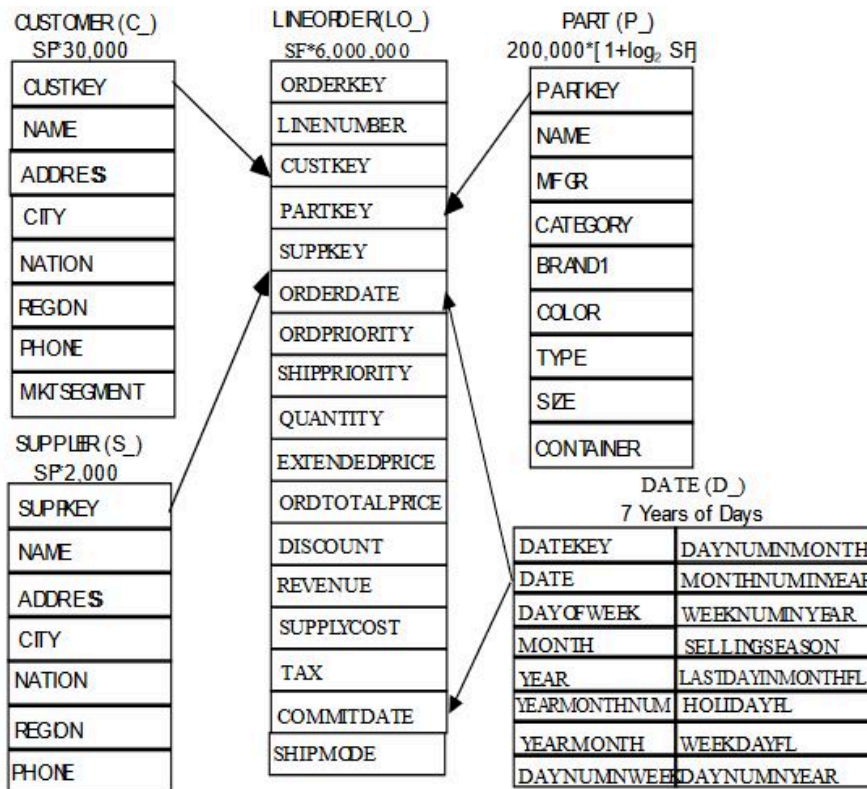 CUSTOMER (C_)
SF*30,000
CUSTKEY
NAME
ADDRESS
CITY
NATION
REGION
PHONE
MKTSEGMENT
SUPPLIER (S_)
SF*2,000
SUPPKEY
NAME
ADDRESS
CITY
NATION
REGION
PHONE
LINEORDER(LO_)
SF*6,000,000
ORDERKEY
LINENUMBER
CUSTKEY
PARTKEY
SUPPKEY
ORDERDATE
ORDPRIORITY
SHIPPRIORITY
QUANTITY
EXTENDEDPRICE
ORDTOTALPRICE
DISCOUNT
REVENUE
SUPPLYCOST
TAX
COMMITDATE
SHIPMODE
PART (P_)
200,000*[1+log₂ SF]
PARTKEY
NAME
MFGR
CATEGORY
BRAND1
COLOR
TYPE
SIZE
CONTAINER
DATE (D_)
7 Years of Days
DATEKEY DAYNUMINMONTH
DATE MONTHNUMINYEAR
DAYOFWEEK WEEKNUMINYEAR
MONTH SELLINGSEASON
YEAR LASTDAYINMONTHFL
YEARMONTHNUM HOLIDAYFL
YEARMONTH WEEKDAYFL
DAYNUMINWEEK DAYNUMINYEAR